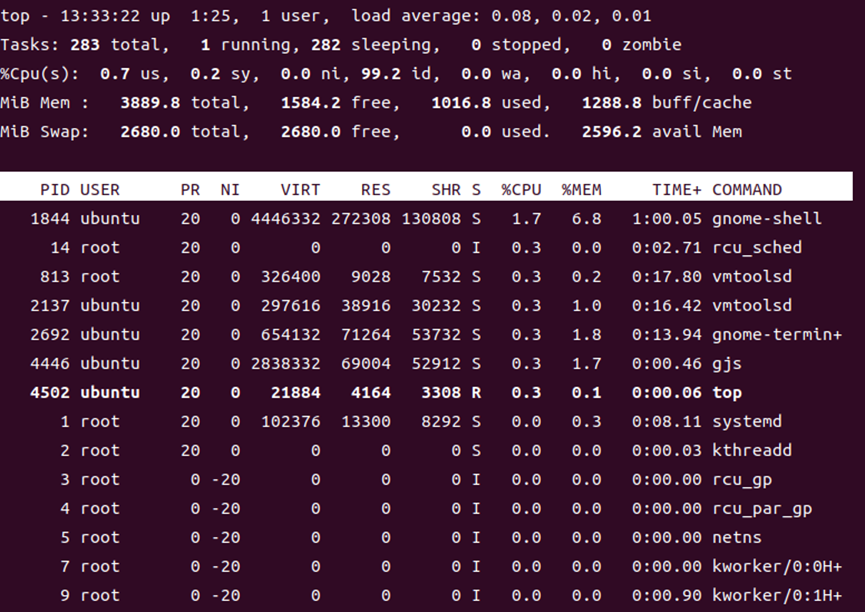 top - 13:33:22 up  1:25,  1 user,  load average: 0.08, 0.02, 0.01
Tasks: 283 total,   1 running, 282 sleeping,   0 stopped,   0 zombie
%Cpu(s):  0.7 us,  0.2 sy,  0.0 ni, 99.2 id,  0.0 wa,  0.0 hi,  0.0 si,  0.0 st
MiB Mem :   3889.8 total,   1584.2 free,   1016.8 used,   1288.8 buff/cache
MiB Swap:   2680.0 total,   2680.0 free,      0.0 used.   2596.2 avail Mem
    PID USER      PR  NI    VIRT    RES    SHR S  %CPU  %MEM     TIME+ COMMAND
   1844 ubuntu    20   0 4446332 272308 130808 S   1.7   6.8   1:00.05 gnome-shell
     14 root      20   0       0      0      0 I   0.3   0.0   0:02.71 rcu_sched
    813 root      20   0  326400   9028   7532 S   0.3   0.2   0:17.80 vmtoolsd
   2137 ubuntu    20   0  297616  38916  30232 S   0.3   1.0   0:16.42 vmtoolsd
   2692 ubuntu    20   0  654132  71264  53732 S   0.3   1.8   0:13.94 gnome-termin+
   4446 ubuntu    20   0 2838332  69004  52912 S   0.3   1.7   0:00.46 gjs
   4502 ubuntu    20   0   21884   4164   3308 R   0.3   0.1   0:00.06 top
      1 root      20   0  102376  13300   8292 S   0.0   0.3   0:08.11 systemd
      2 root      20   0       0      0      0 S   0.0   0.0   0:00.03 kthreadd
      3 root       0 -20       0      0      0 I   0.0   0.0   0:00.00 rcu_gp
      4 root       0 -20       0      0      0 I   0.0   0.0   0:00.00 rcu_par_gp
      5 root       0 -20       0      0      0 I   0.0   0.0   0:00.00 netns
      7 root       0 -20       0      0      0 I   0.0   0.0   0:00.00 kworker/0:0H+
      9 root       0 -20       0      0      0 I   0.0   0.0   0:00.90 kworker/0:1H+